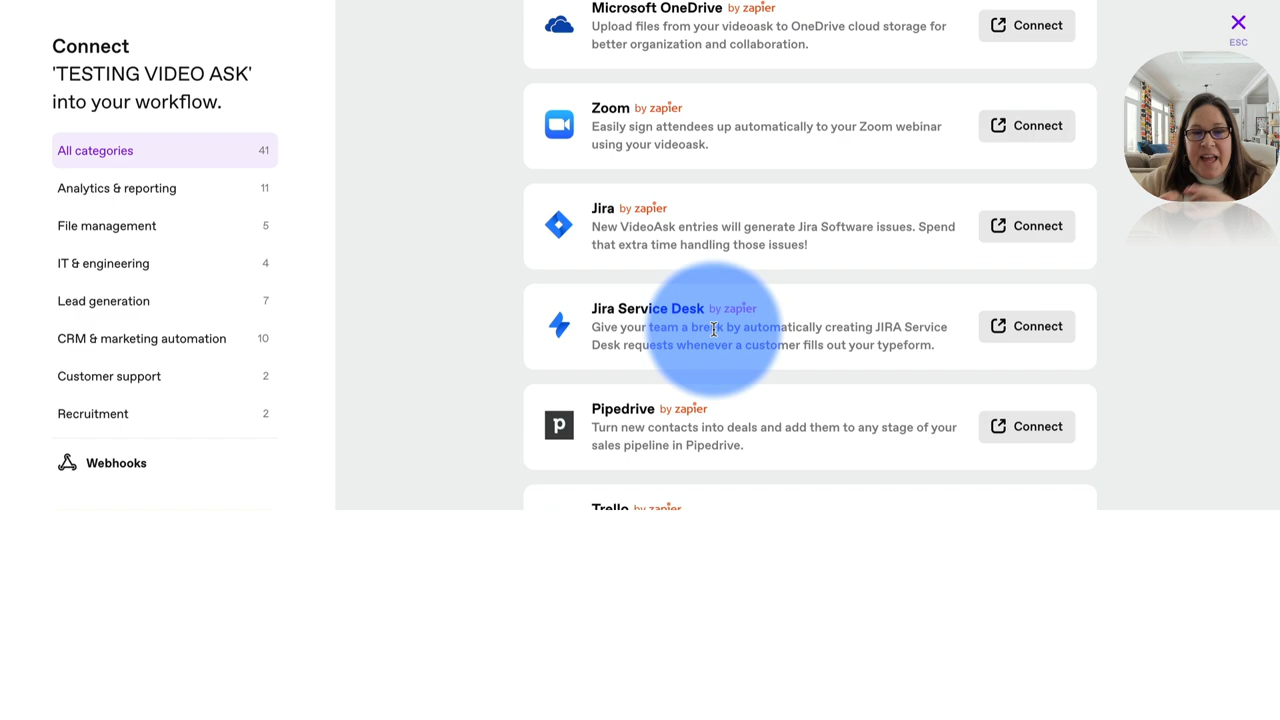 Connect
'TESTING VIDEO ASK'
into your workflow.
All categories 41
Analytics & reporting 11
File management 5
IT & engineering 4
Lead generation 7
CRM & marketing automation 10
Customer support 2
Recruitment 2
Webhooks
Microsoft OneDrive by zapier
Upload files from your videoask to OneDrive cloud storage for
better organization and collaboration.
Connect
Zoom by zapier
Easily sign attendees up automatically to your Zoom webinar
using your videoask.
Connect
Jira by zapier
New VideoAsk entries will generate Jira Software issues. Spend
that extra time handling those issues!
Connect
Jira Service Desk by zapier
Give your team a break by automatically creating JIRA Service
Desk requests whenever a customer fills out your typeform.
Connect
p
Pipedrive by zapier
Turn new contacts into deals and add them to any stage of your
sales pipeline in Pipedrive.
Connect
Trello by zapier
ESC